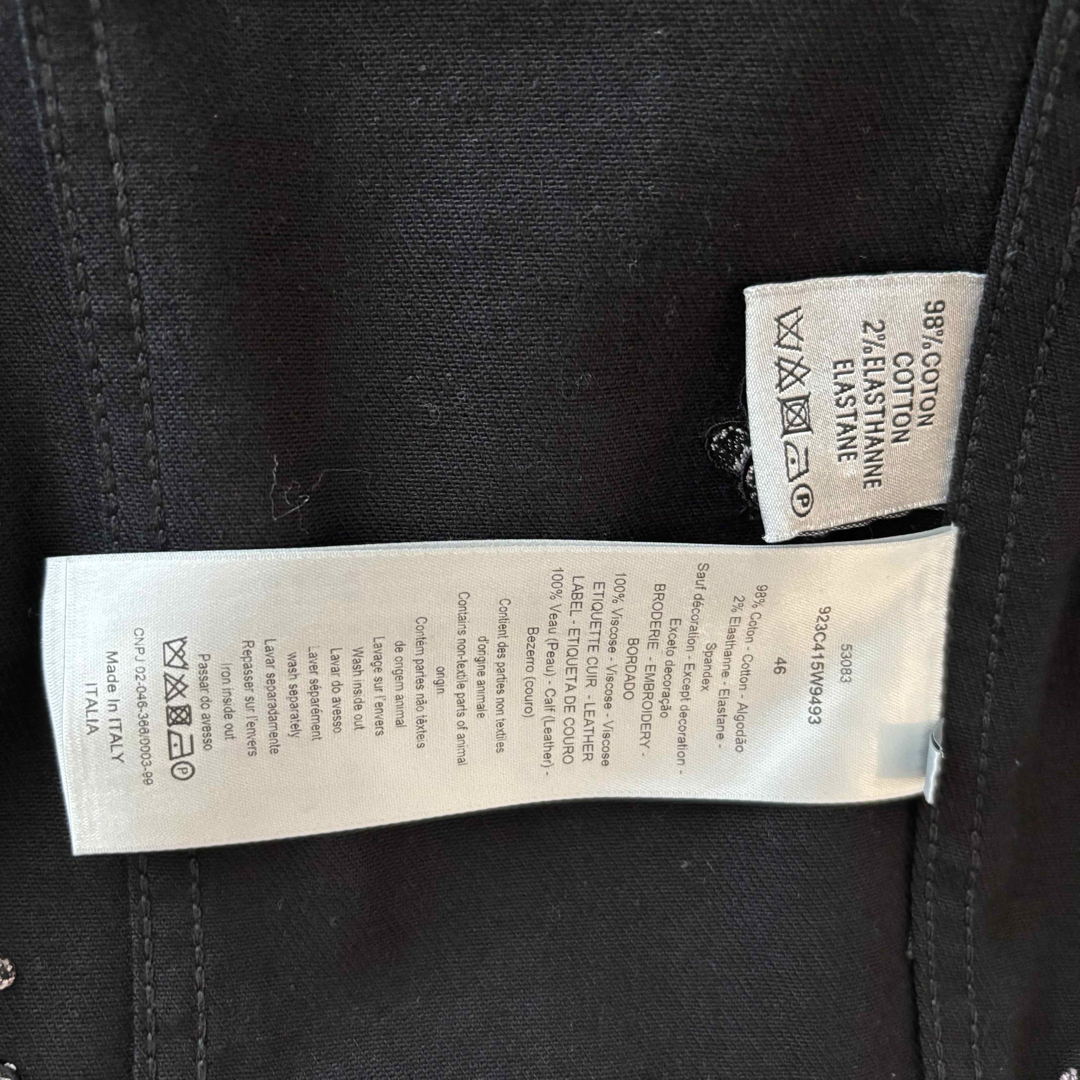 98%COTON
COTTON
2%ELASTHANNE
ELASTANE
P
53083
923C415W9493
46
98% Coton - Cotton - Algodão
2% Elasthanne - Elastane -
Spandex
Sauf décoration - Except decoration -
Exceto decoração
BRODERIE - EMBROIDERY -
BORDADO
100% Viscose - Viscose - Viscose
ETIQUETTE CUIR - LEATHER
LABEL - ETIQUETA DE COURO
100% Veau (Peau) - Calf (Leather) -
Bezerro (couro)
Contient des parties non textiles
d'origine animale
Contains non-textile parts of animal
origin
Contém partes não têxteis
de origem animal
Lavage sur l'envers
Wash inside out
Lavar do avesso
Laver séparément
wash separately
Lavar separadamente
Repasser sur l'envers
iron inside out
Passar do avesso
P
CNPJ 02-046-366/0003-99
Made In ITALY
ITALIA